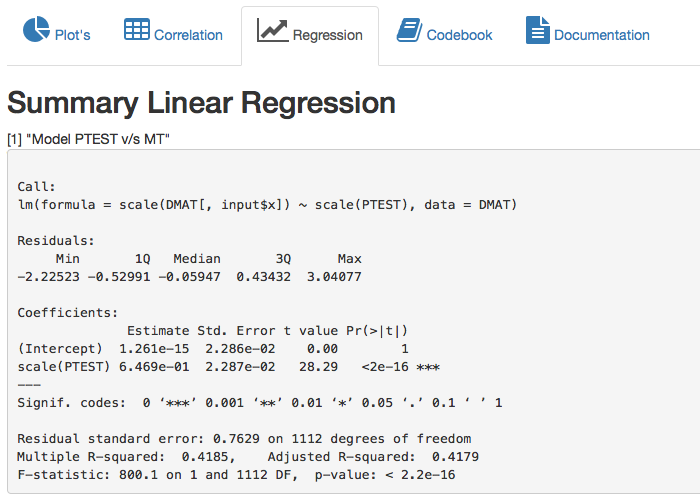 Plot's Correlation Regression Codebook Documentation
Summary Linear Regression
[1] "Model PTEST v/s MT"
Call:
lm(formula = scale(DMAT[, input$x]) ~ scale(PTEST), data = DMAT)
Residuals:
     Min       1Q   Median       3Q      Max
-2.22523 -0.52991 -0.05947  0.43432  3.04077
Coefficients:
              Estimate Std. Error t value Pr(>|t|)
(Intercept)  1.261e-15  2.286e-02    0.00        1
scale(PTEST) 6.469e-01  2.287e-02   28.29   <2e-16 ***
---
Signif. codes:  0 ‘***’ 0.001 ‘**’ 0.01 ‘*’ 0.05 ‘.’ 0.1 ‘ ’ 1
Residual standard error: 0.7629 on 1112 degrees of freedom
Multiple R-squared:  0.4185,    Adjusted R-squared:  0.4179
F-statistic: 800.1 on 1 and 1112 DF,  p-value: < 2.2e-16